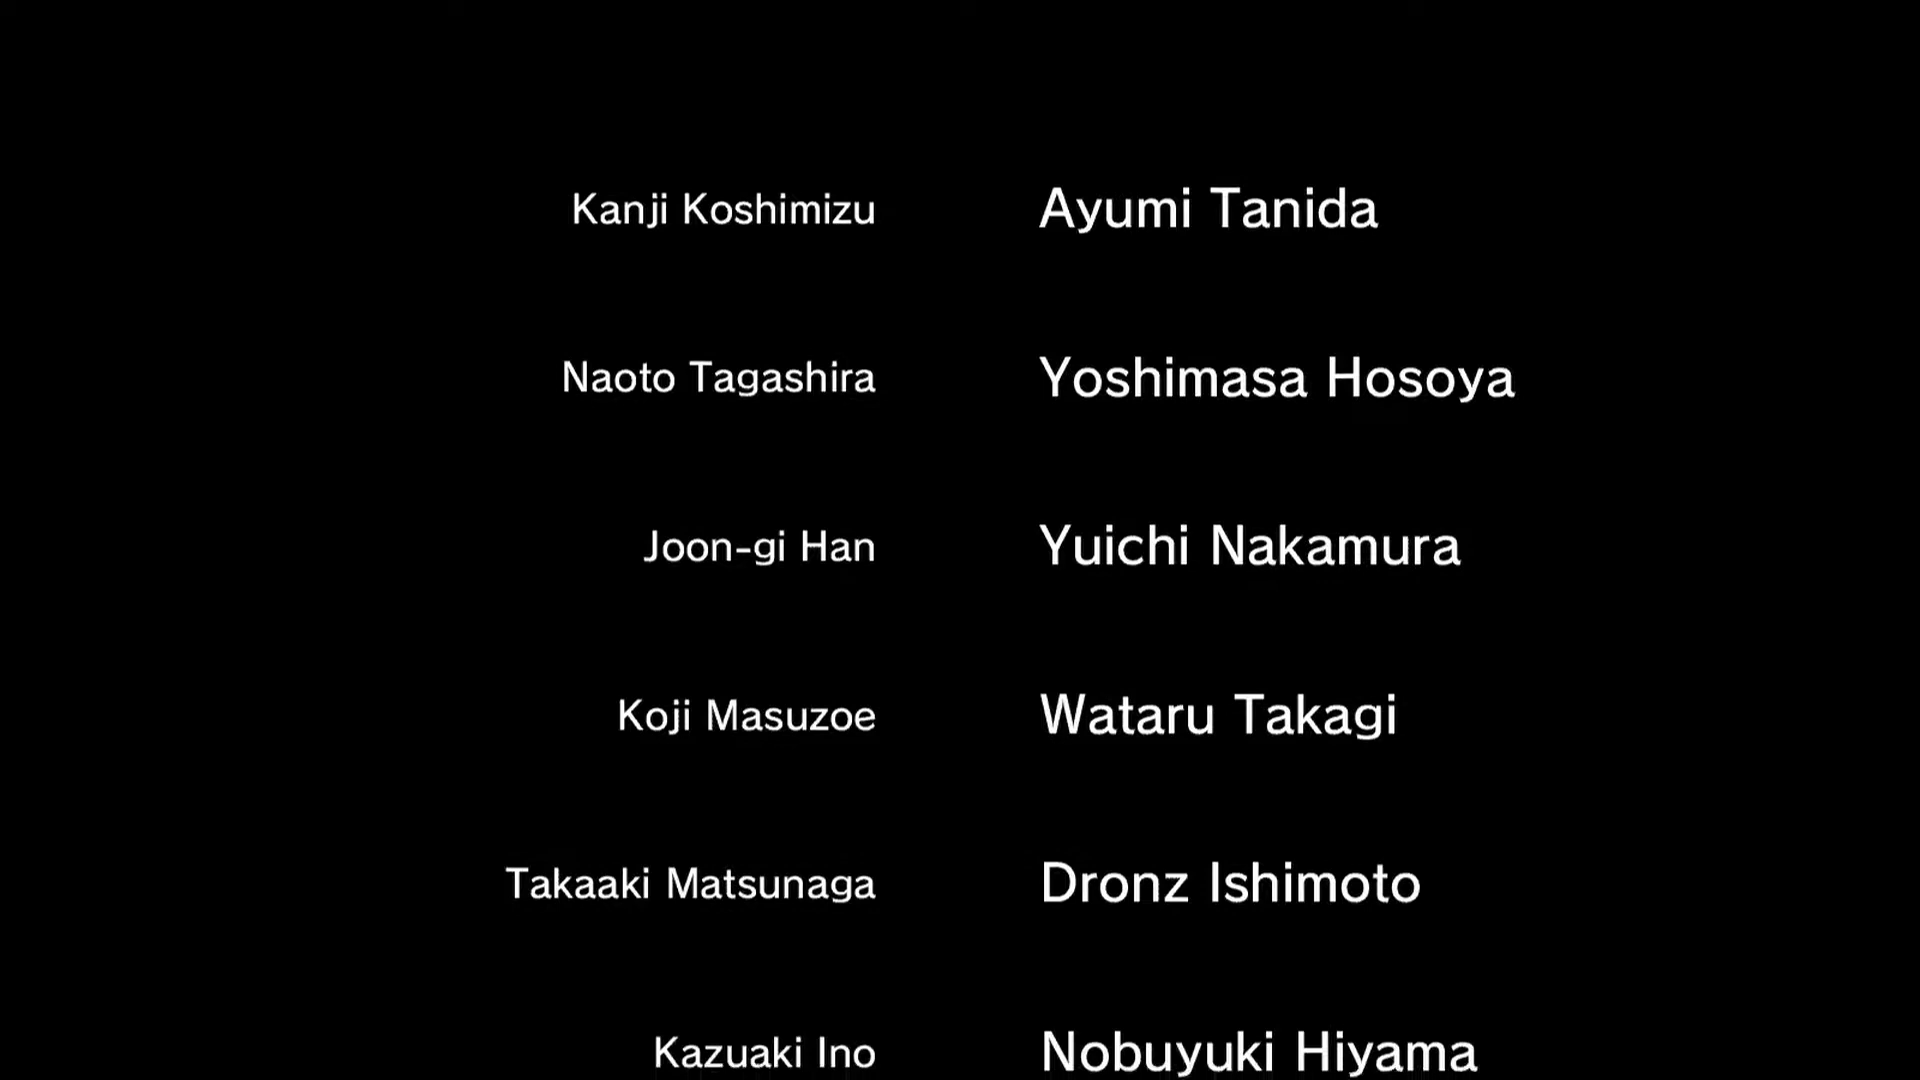 Kanji Koshimizu Ayumi Tanida
Naoto Tagashira Yoshimasa Hosoya
Joon-gi Han Yuichi Nakamura
Koji Masuzoe Wataru Takagi
Takaaki Matsunaga Dronz Ishimoto
Kazuaki Ino Nobuyuki Hiyama